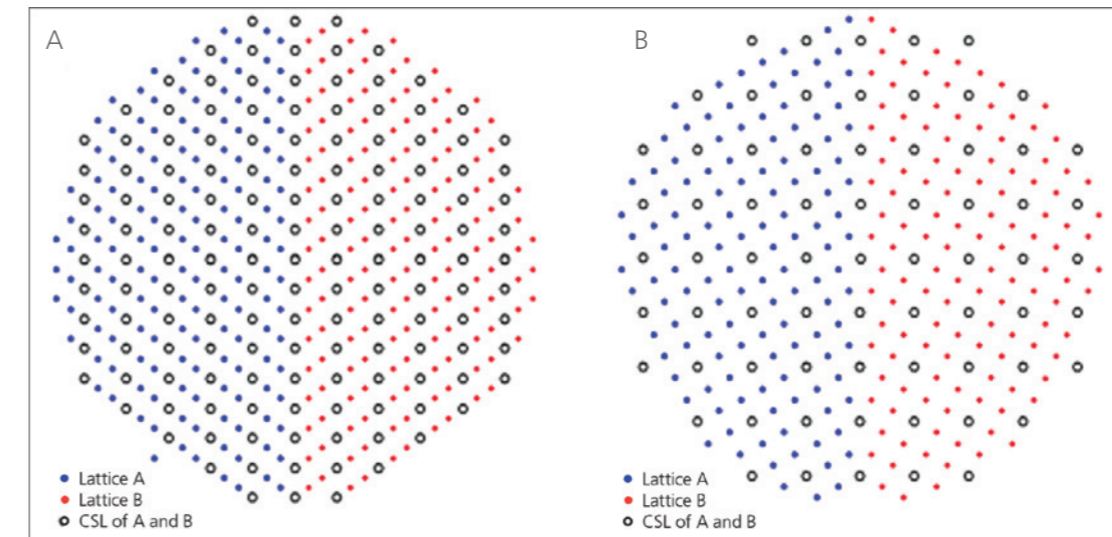 A
B
Lattice A
Lattice B
CSL of A and B
Lattice A
Lattice B
CSL of A and B